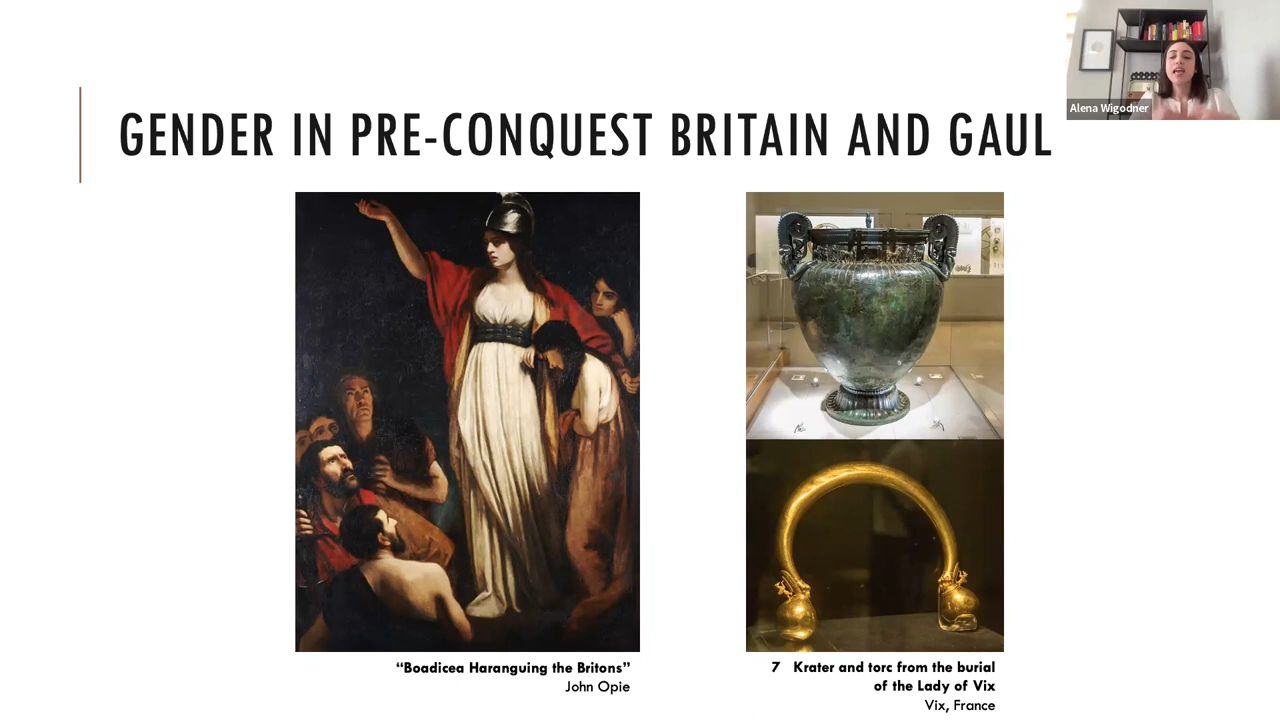 Alena Wigodner
GENDER IN PRE-CONQUEST BRITAIN AND GAUL
“Boadicea Haranguing the Britons”
John Opie
7 Krater and torc from the burial
of the Lady of Vix
Vix, France